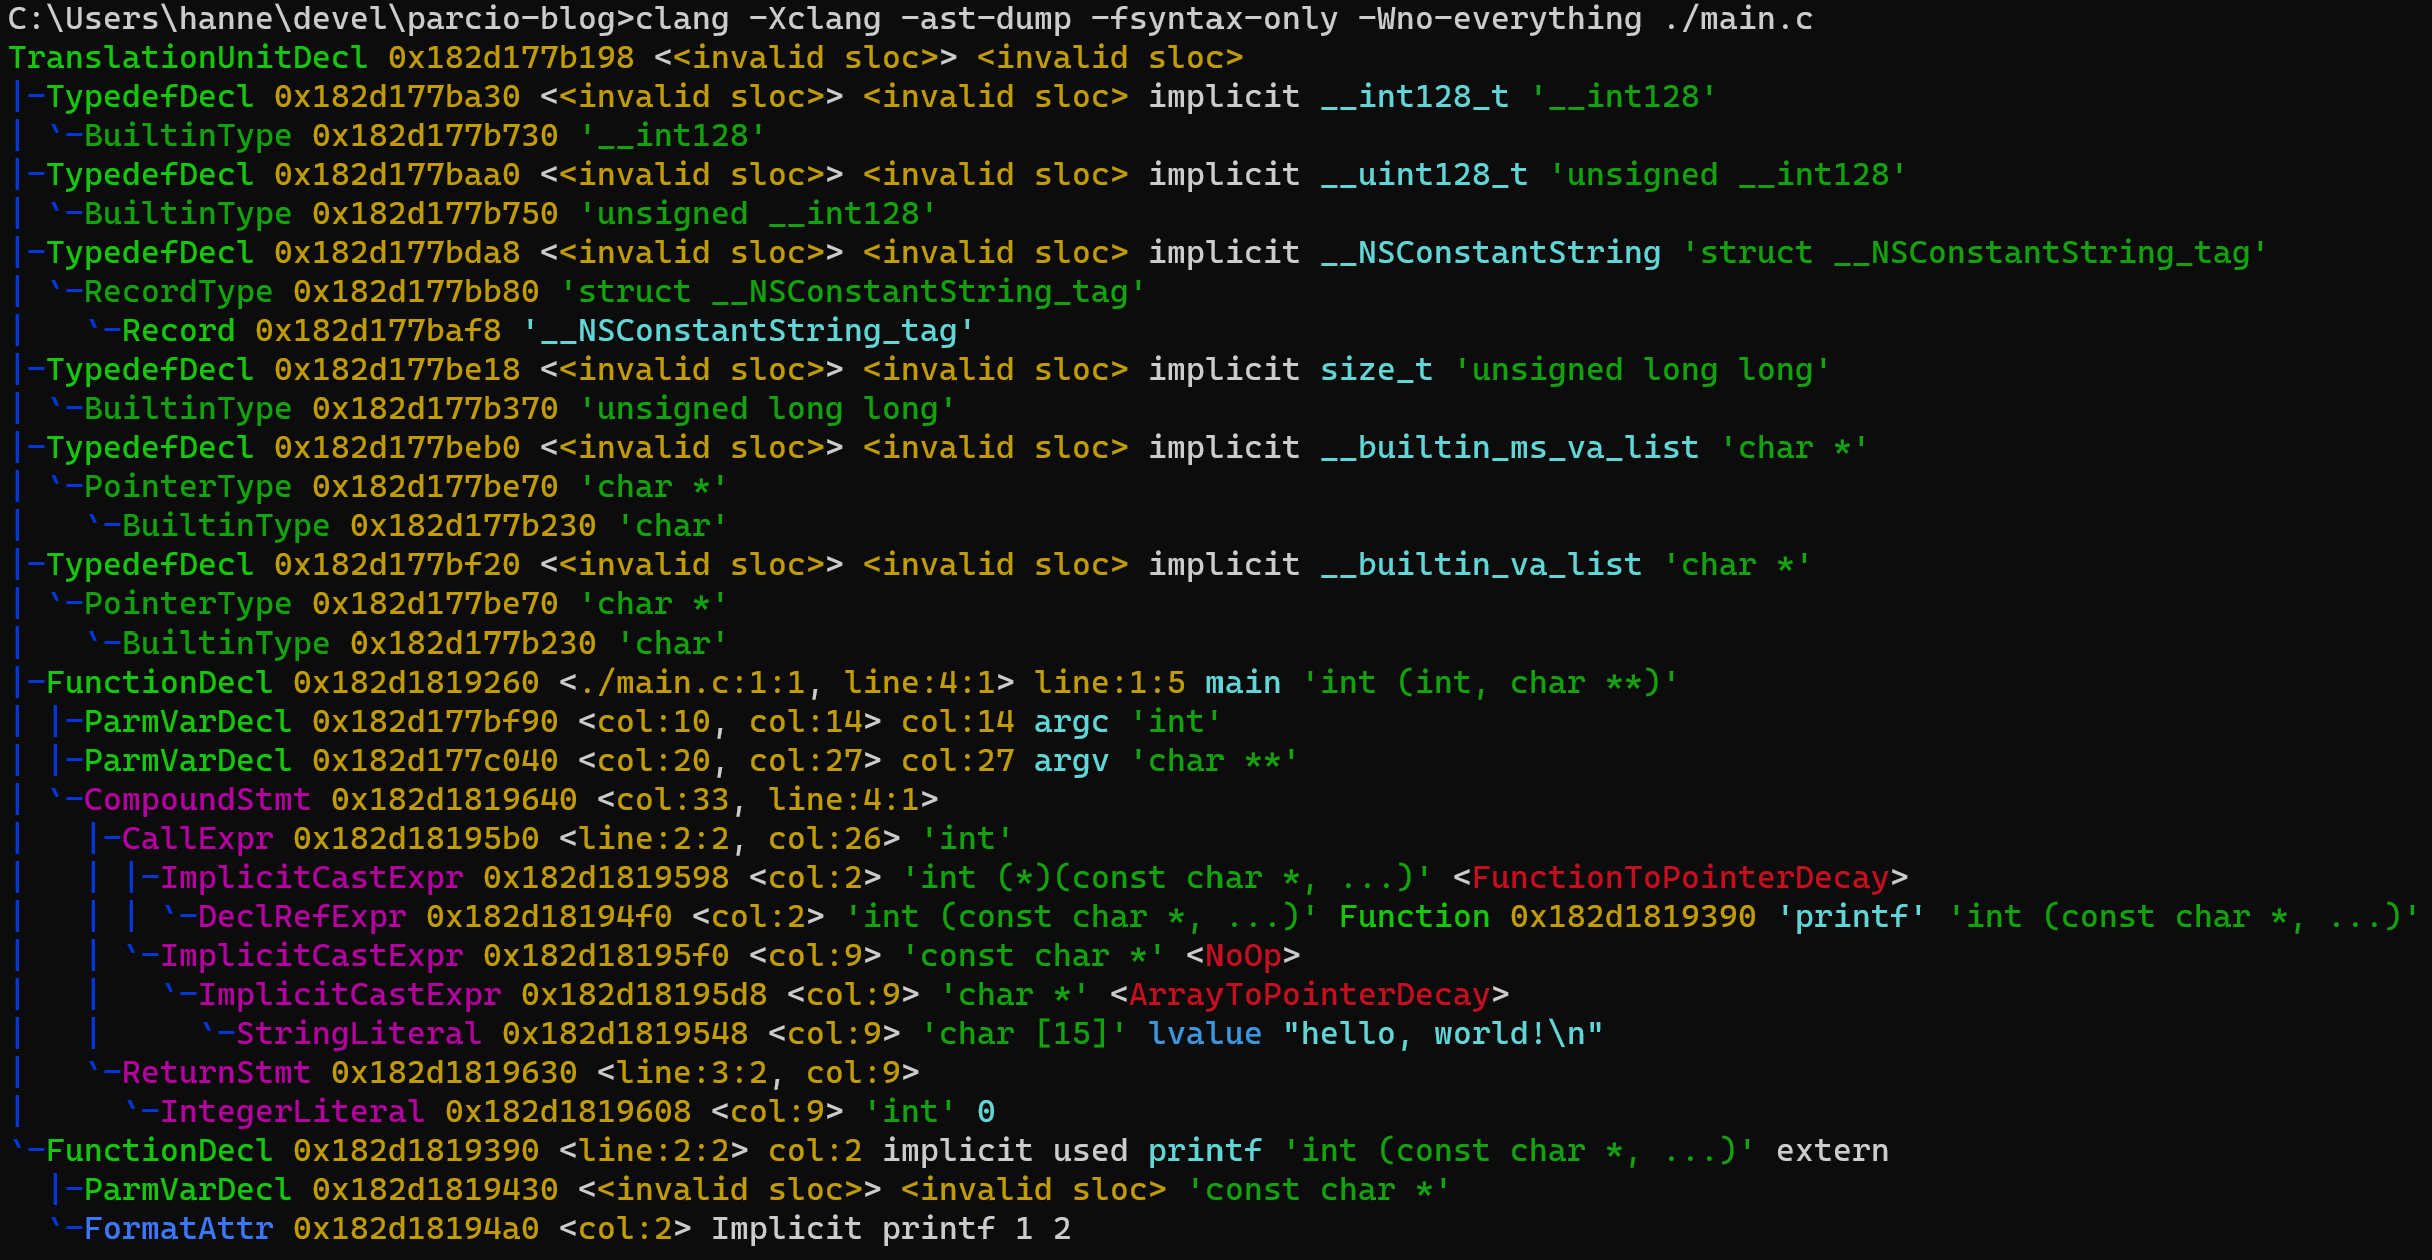 C:\Users\hanne\devel\parcio-blog>clang -Xclang -ast-dump -fsyntax-only -Wno-everything ./main.c
TranslationUnitDecl 0x182d177b198 <<invalid sloc>> <invalid sloc>
|-TypedefDecl 0x182d177ba30 <<invalid sloc>> <invalid sloc> implicit __int128_t '__int128'
| `-BuiltinType 0x182d177b730 '__int128'
|-TypedefDecl 0x182d177baa0 <<invalid sloc>> <invalid sloc> implicit __uint128_t 'unsigned __int128'
| `-BuiltinType 0x182d177b750 'unsigned __int128'
|-TypedefDecl 0x182d177bda8 <<invalid sloc>> <invalid sloc> implicit __NSConstantString 'struct __NSConstantString_tag'
| `-RecordType 0x182d177bb80 'struct __NSConstantString_tag'
|   `-Record 0x182d177baf8 '__NSConstantString_tag'
|-TypedefDecl 0x182d177be18 <<invalid sloc>> <invalid sloc> implicit size_t 'unsigned long long'
| `-BuiltinType 0x182d177b370 'unsigned long long'
|-TypedefDecl 0x182d177beb0 <<invalid sloc>> <invalid sloc> implicit __builtin_ms_va_list 'char *'
| `-PointerType 0x182d177be70 'char *'
|   `-BuiltinType 0x182d177b230 'char'
|-TypedefDecl 0x182d177bf20 <<invalid sloc>> <invalid sloc> implicit __builtin_va_list 'char *'
| `-PointerType 0x182d177be70 'char *'
|   `-BuiltinType 0x182d177b230 'char'
|-FunctionDecl 0x182d1819260 <./main.c:1:1, line:4:1> line:1:5 main 'int (int, char **)'
| |-ParmVarDecl 0x182d177bf90 <col:10, col:14> col:14 argc 'int'
| |-ParmVarDecl 0x182d177c040 <col:20, col:27> col:27 argv 'char **'
| `-CompoundStmt 0x182d1819640 <col:33, line:4:1>
|   |-CallExpr 0x182d18195b0 <line:2:2, col:26> 'int'
|   | |-ImplicitCastExpr 0x182d1819598 <col:2> 'int (*)(const char *, ...)' <FunctionToPointerDecay>
|   | | `-DeclRefExpr 0x182d18194f0 <col:2> 'int (const char *, ...)' Function 0x182d1819390 'printf' 'int (const char *, ...)'
|   | `-ImplicitCastExpr 0x182d18195f0 <col:9> 'const char *' <NoOp>
|   |   `-ImplicitCastExpr 0x182d18195d8 <col:9> 'char *' <ArrayToPointerDecay>
|   |     `-StringLiteral 0x182d1819548 <col:9> 'char [15]' lvalue "hello, world!\n"
|   `-ReturnStmt 0x182d1819630 <line:3:2, col:9>
|     `-IntegerLiteral 0x182d1819608 <col:9> 'int' 0
`-FunctionDecl 0x182d1819390 <line:2:2> col:2 implicit used printf 'int (const char *, ...)' extern
  |-ParmVarDecl 0x182d1819430 <<invalid sloc>> <invalid sloc> 'const char *'
  `-FormatAttr 0x182d18194a0 <col:2> Implicit printf 1 2